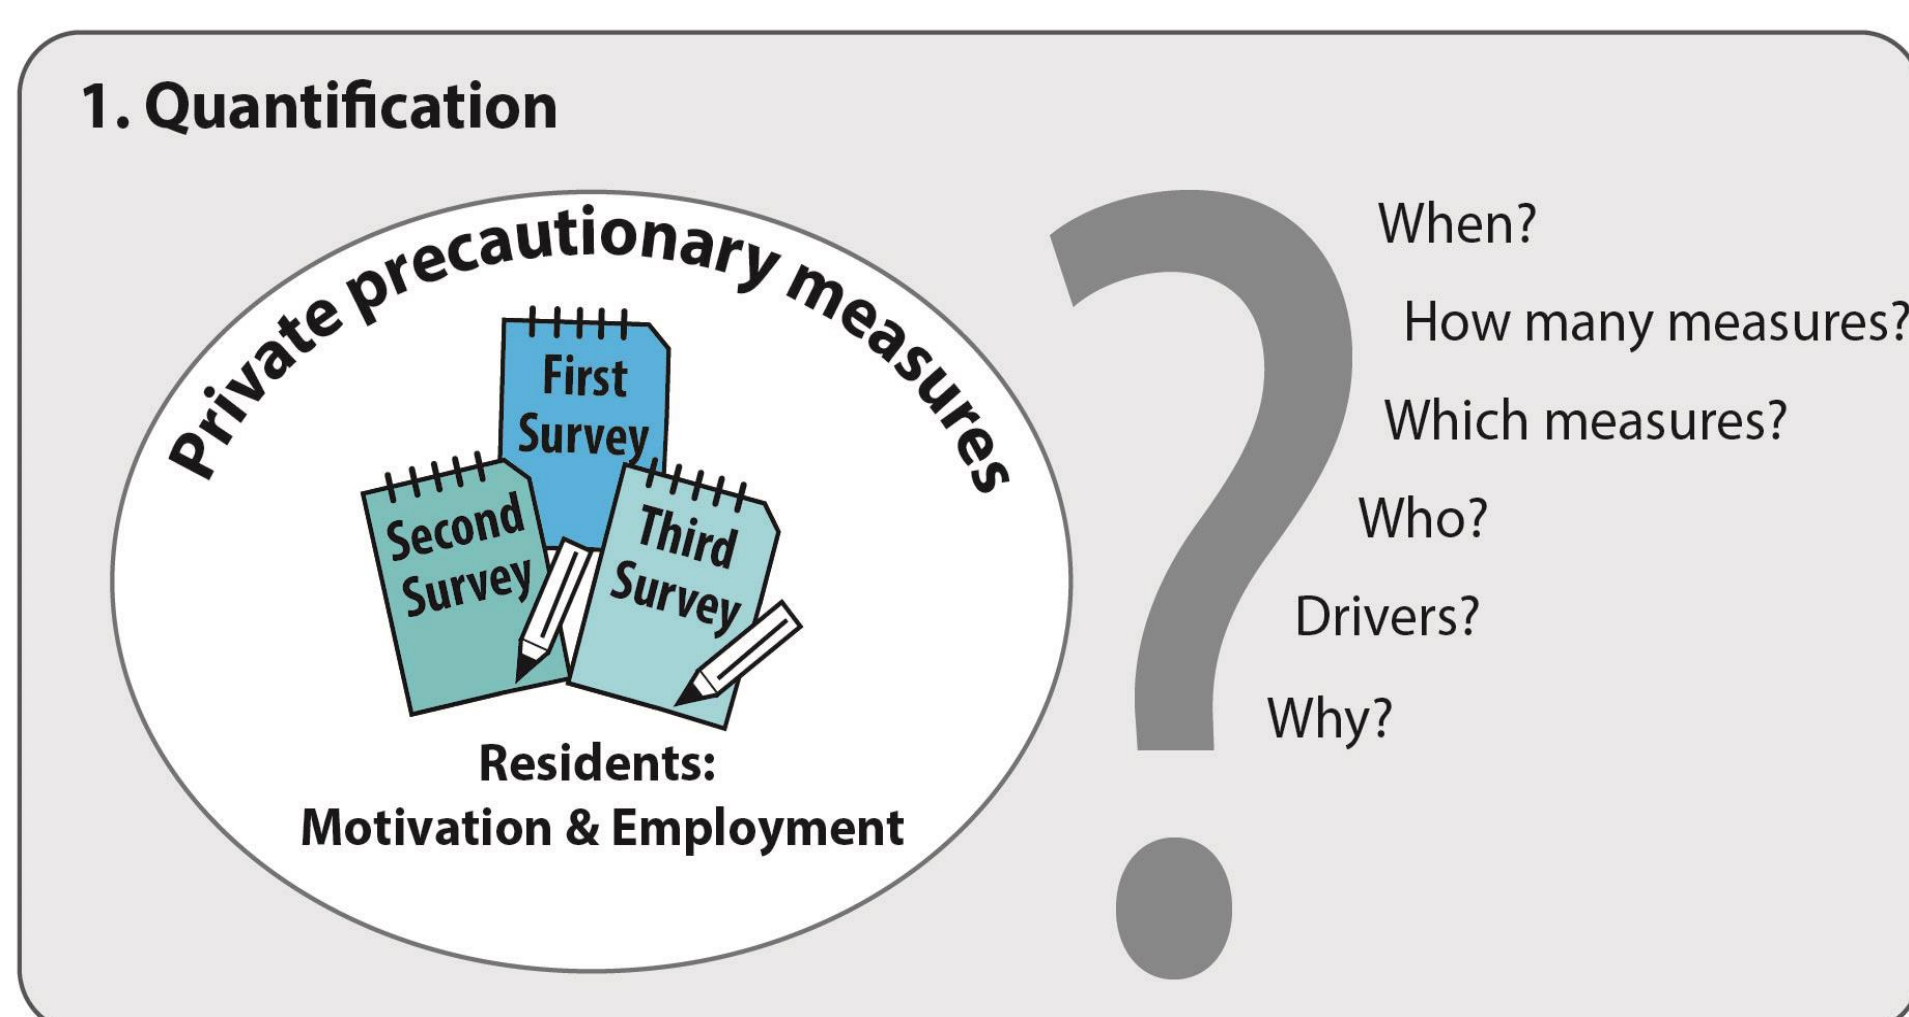 1. Quantification
Private precautionary measures
First
Survey
Second
Survey
Third
Survey
Residents:
Motivation & Employment
?
When?
How many measures?
Which measures?
Who?
Drivers?
Why?